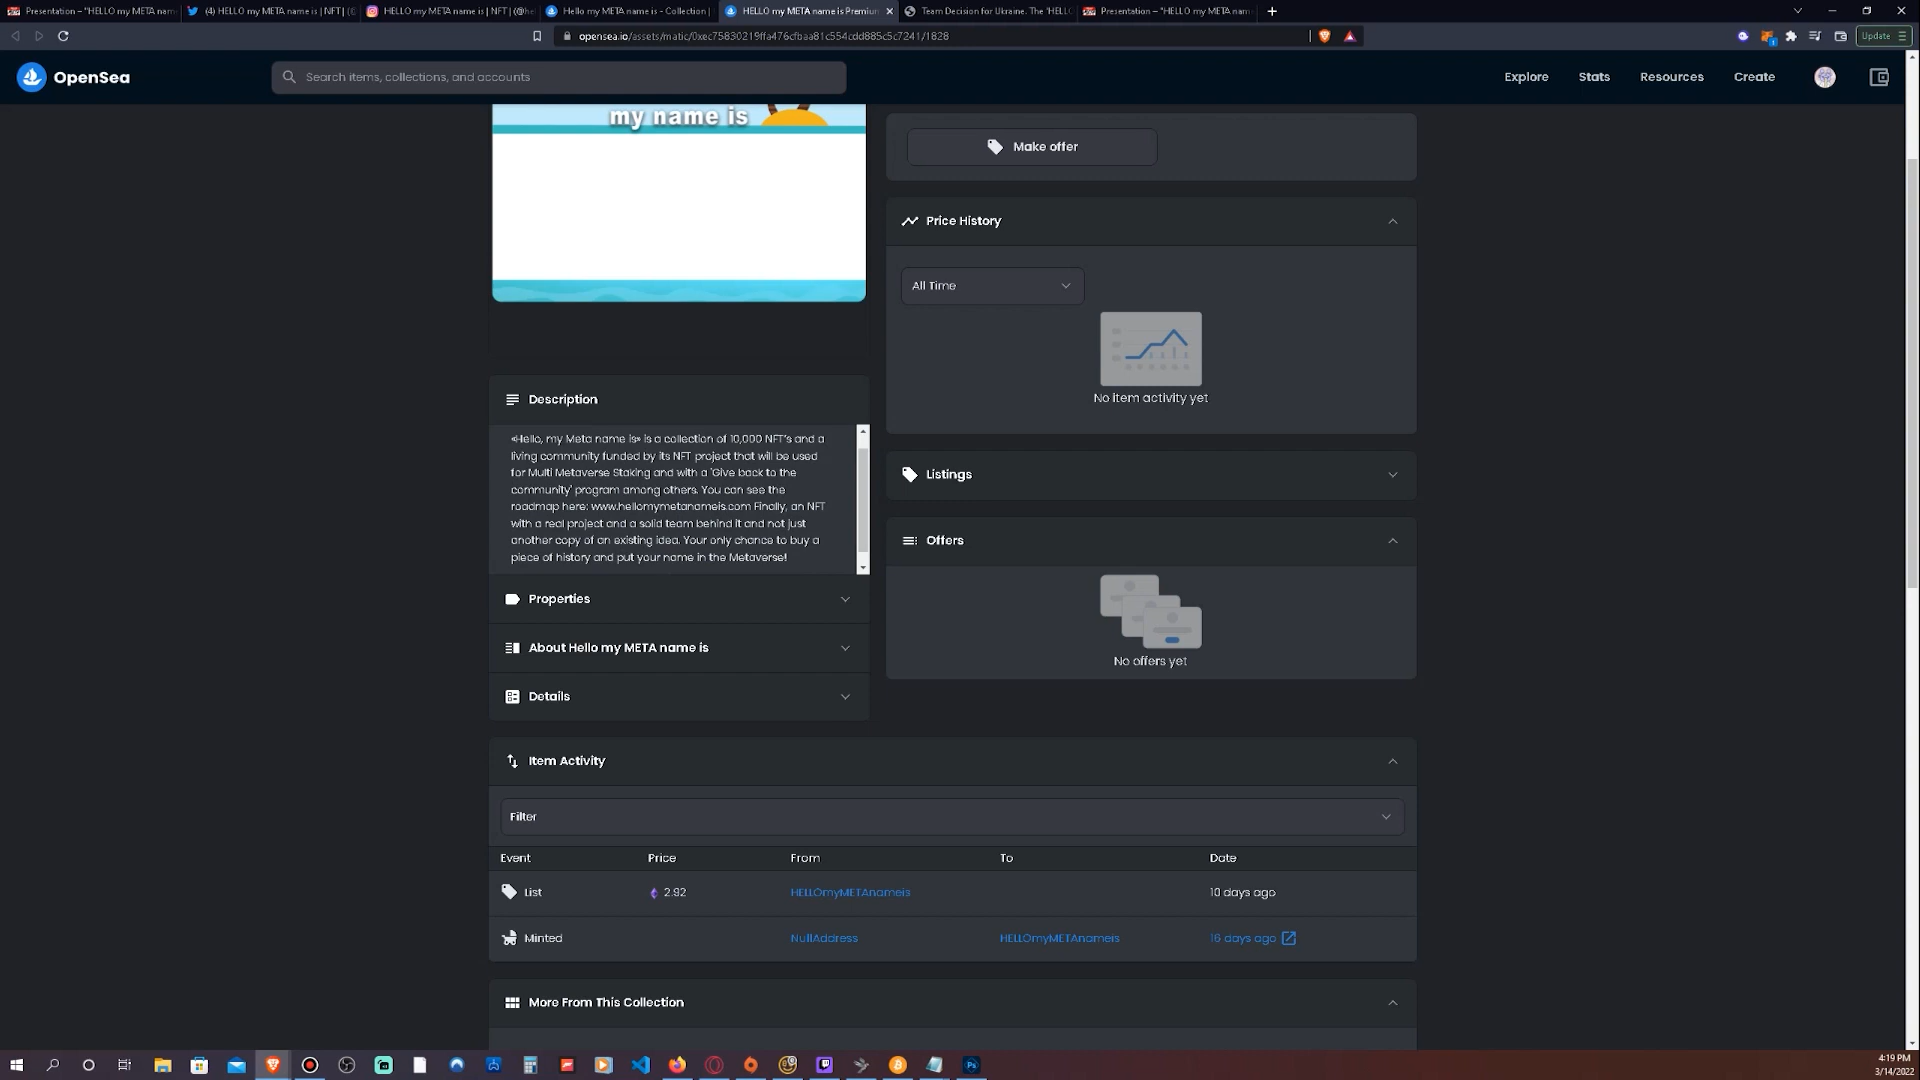 Presentation – "HELLO my META nam
(4) HELLO my META name is | NFT | (@
HELLO my META name is | NFT | (@he
Hello my META name is - Collection |
HELLO my META name is Premium
Team Decision for Ukraine. The 'HELL
Presentation – "HELLO my META nam
opensea.io/assets/matic/0xec75830219ffa476cfbaa81c554cdd885c5c7241/1828
Update
OpenSea
Search items, collections, and accounts
Explore
Stats
Resources
Create
my name is
Make offer
Price History
All Time
No item activity yet
Description
«Hello, my Meta name is» is a collection of 10,000 NFT's and a
living community funded by its NFT project that will be used
for Multi Metaverse Staking and with a 'Give back to the
community' program among others. You can see the
roadmap here: www.hellomymetanameis.com Finally, an NFT
with a real project and a solid team behind it and not just
another copy of an existing idea. Your only chance to buy a
piece of history and put your name in the Metaverse!
Listings
Offers
No offers yet
Properties
About Hello my META name is
Details
Item Activity
Filter
Event Price From To Date
List 2.92 HELLOmyMETAnameis 10 days ago
Minted NullAddress HELLOmyMETAnameis 16 days ago
More From This Collection
Ps
4:19 PM
3/14/2022